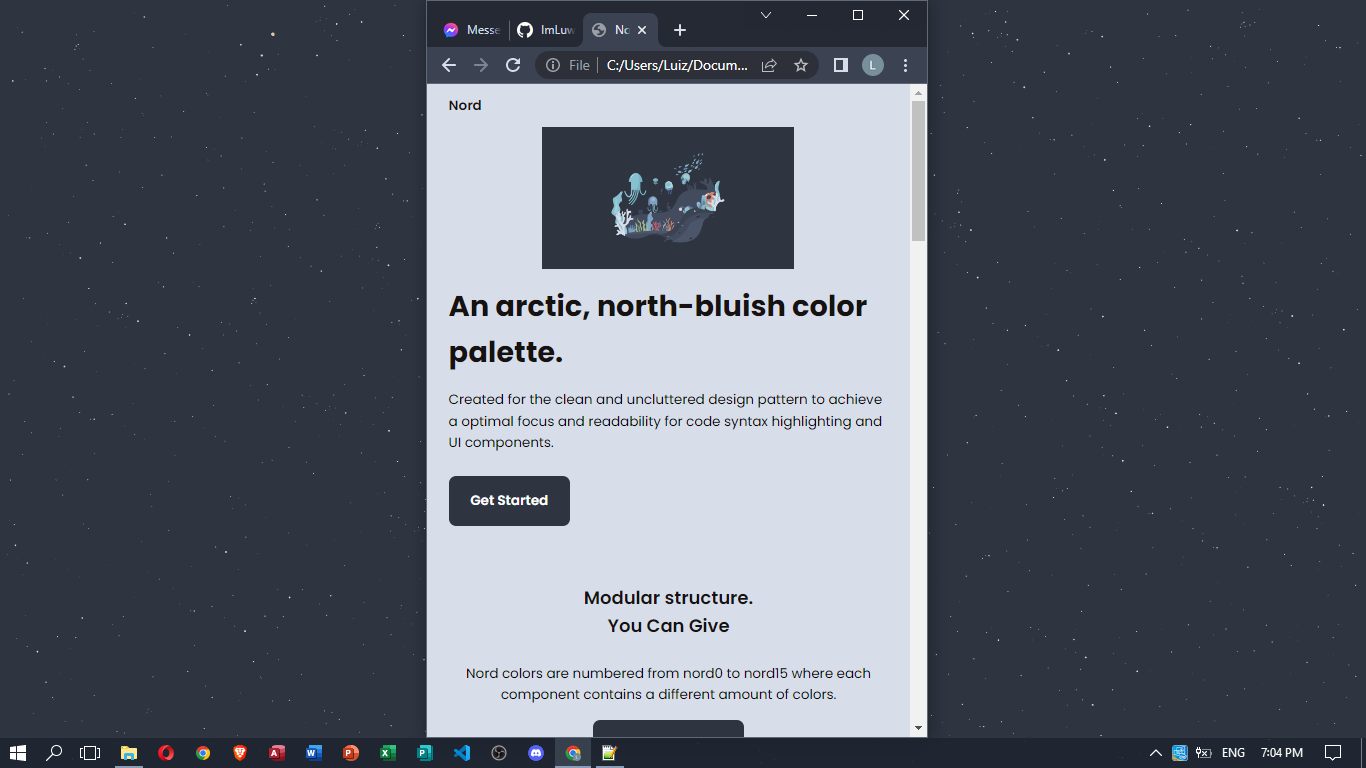 Messe
ImLuw
No
File
C:/Users/Luiz/Docum...
L
Nord
An arctic, north-bluish color
palette.
Created for the clean and uncluttered design pattern to achieve
a optimal focus and readability for code syntax highlighting and
UI components.
Get Started
Modular structure.
You Can Give
Nord colors are numbered from nord0 to nord15 where each
component contains a different amount of colors.
ENG
7:04 PM